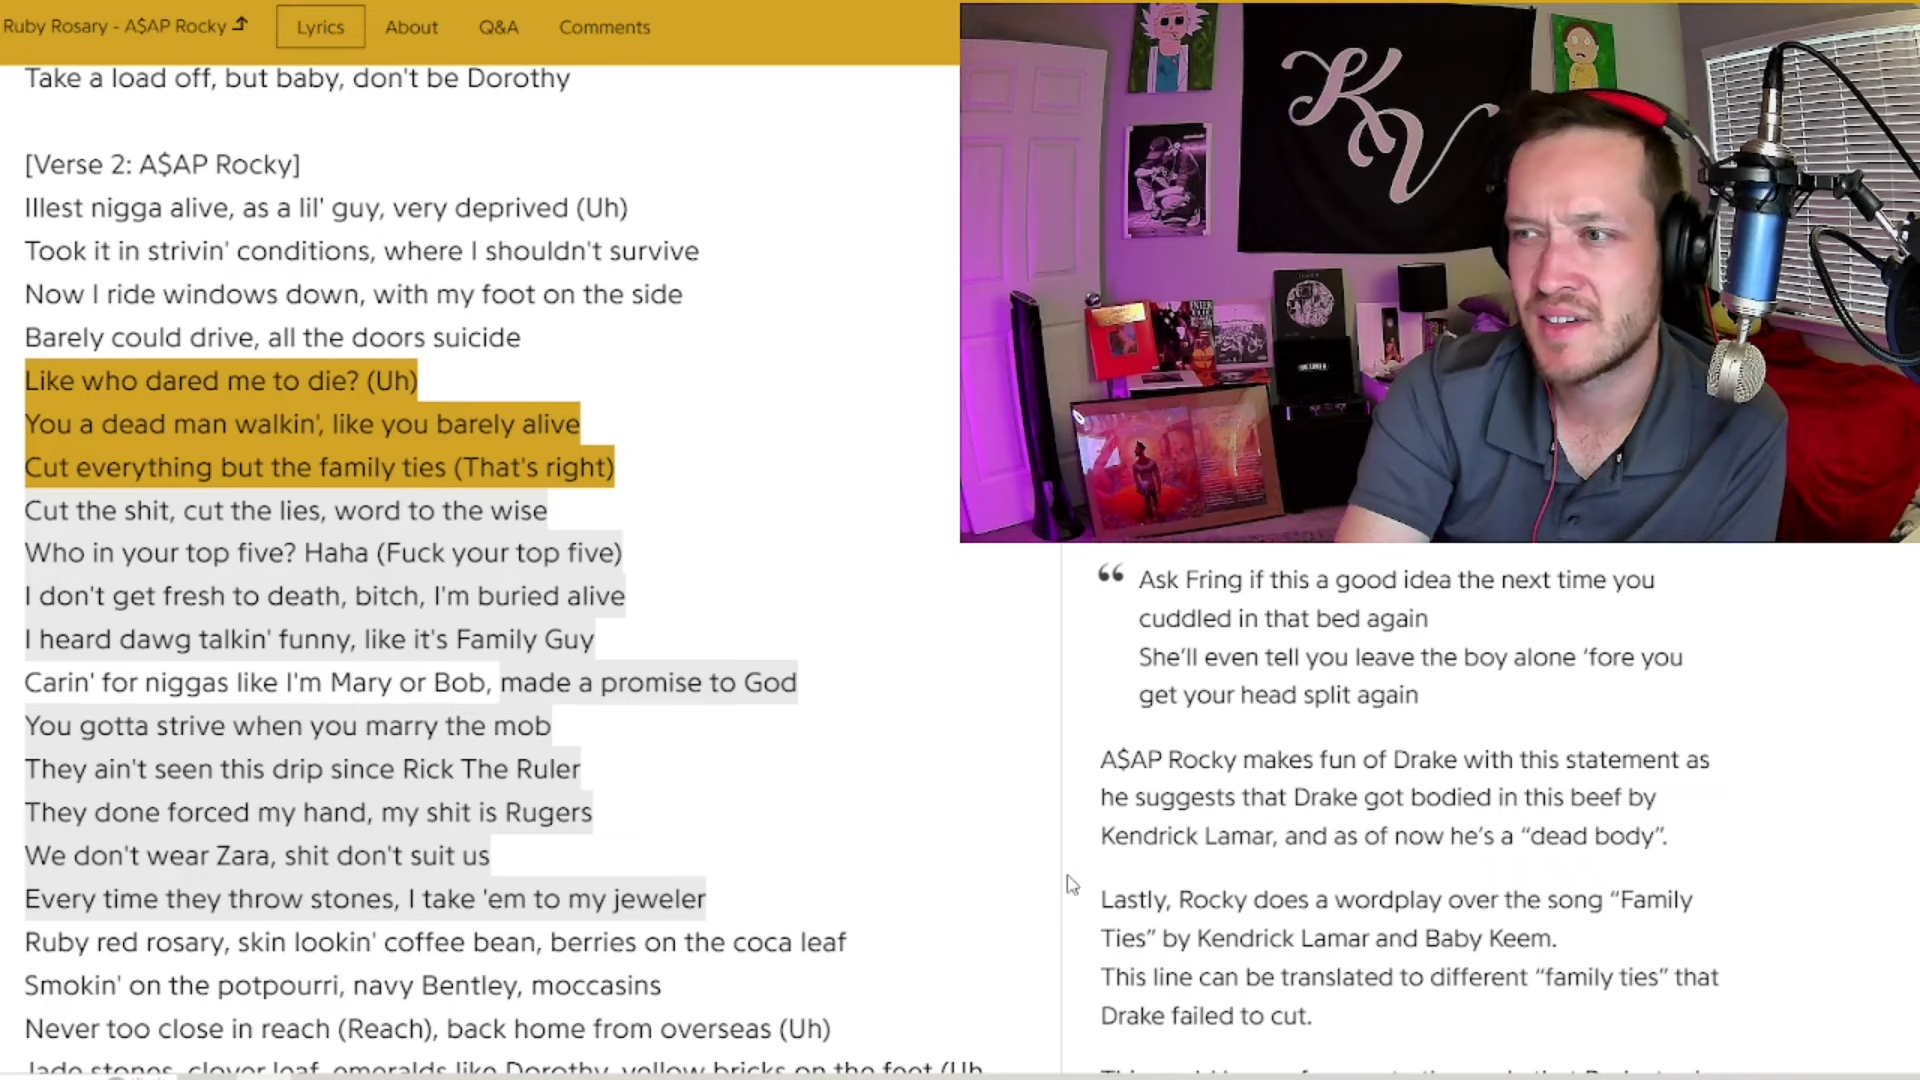 Ruby Rosary - A$AP Rocky
Lyrics
About
Q&A
Comments
Take a load off, but baby, don't be Dorothy
[Verse 2: A$AP Rocky]
Illest nigga alive, as a lil' guy, very deprived (Uh)
Took it in strivin' conditions, where I shouldn't survive
Now I ride windows down, with my foot on the side
Barely could drive, all the doors suicide
Like who dared me to die? (Uh)
You a dead man walkin', like you barely alive
Cut everything but the family ties (That's right)
Cut the shit, cut the lies, word to the wise
Who in your top five? Haha (Fuck your top five)
I don't get fresh to death, bitch, I'm buried alive
I heard dawg talkin' funny, like it's Family Guy
Carin' for niggas like I'm Mary or Bob, made a promise to God
You gotta strive when you marry the mob
They ain't seen this drip since Rick The Ruler
They done forced my hand, my shit is Rugers
We don't wear Zara, shit don't suit us
Every time they throw stones, I take 'em to my jeweler
Ruby red rosary, skin lookin' coffee bean, berries on the coca leaf
Smokin' on the potpourri, navy Bentley, moccasins
Never too close in reach (Reach), back home from overseas (Uh)
Jade stones, clover leaf, emeralds like Dorothy, yellow bricks on the feet (Uh
KV
“ Ask Fring if this a good idea the next time you
cuddled in that bed again
She’ll even tell you leave the boy alone ‘fore you
get your head split again
A$AP Rocky makes fun of Drake with this statement as
he suggests that Drake got bodied in this beef by
Kendrick Lamar, and as of now he’s a “dead body”.
Lastly, Rocky does a wordplay over the song “Family
Ties” by Kendrick Lamar and Baby Keem.
This line can be translated to different “family ties” that
Drake failed to cut.